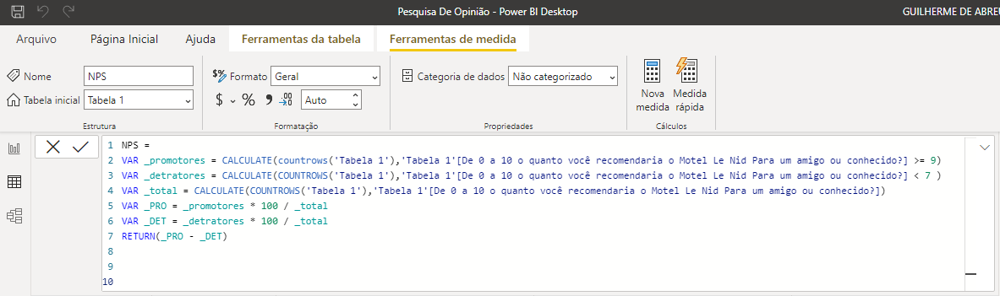 Pesquisa De Opinião - Power BI Desktop
GUILHERME DE ABREU
Arquivo
Página Inicial
Ajuda
Ferramentas da tabela
Ferramentas de medida
Nome
NPS
Tabela inicial
Tabela 1
Estrutura
Formato
Geral
$ % 9 .00
Auto
Formatação
Categoria de dados
Não categorizado
Propriedades
Nova medida
Medida rápida
Cálculos
1 NPS =
2 VAR _promotores = CALCULATE(countrows('Tabela 1'),'Tabela 1'[De 0 a 10 o quanto você recomendaria o Motel Le Nid Para um amigo ou conhecido?] >= 9)
3 VAR _detratores = CALCULATE(COUNTROWS('Tabela 1'),'Tabela 1'[De 0 a 10 o quanto você recomendaria o Motel Le Nid Para um amigo ou conhecido?] < 7 )
4 VAR _total = CALCULATE(COUNTROWS('Tabela 1'),'Tabela 1'[De 0 a 10 o quanto você recomendaria o Motel Le Nid Para um amigo ou conhecido?])
5 VAR _PRO = _promotores * 100 / _total
6 VAR _DET = _detratores * 100 / _total
7 RETURN(_PRO - _DET)
8
9
10